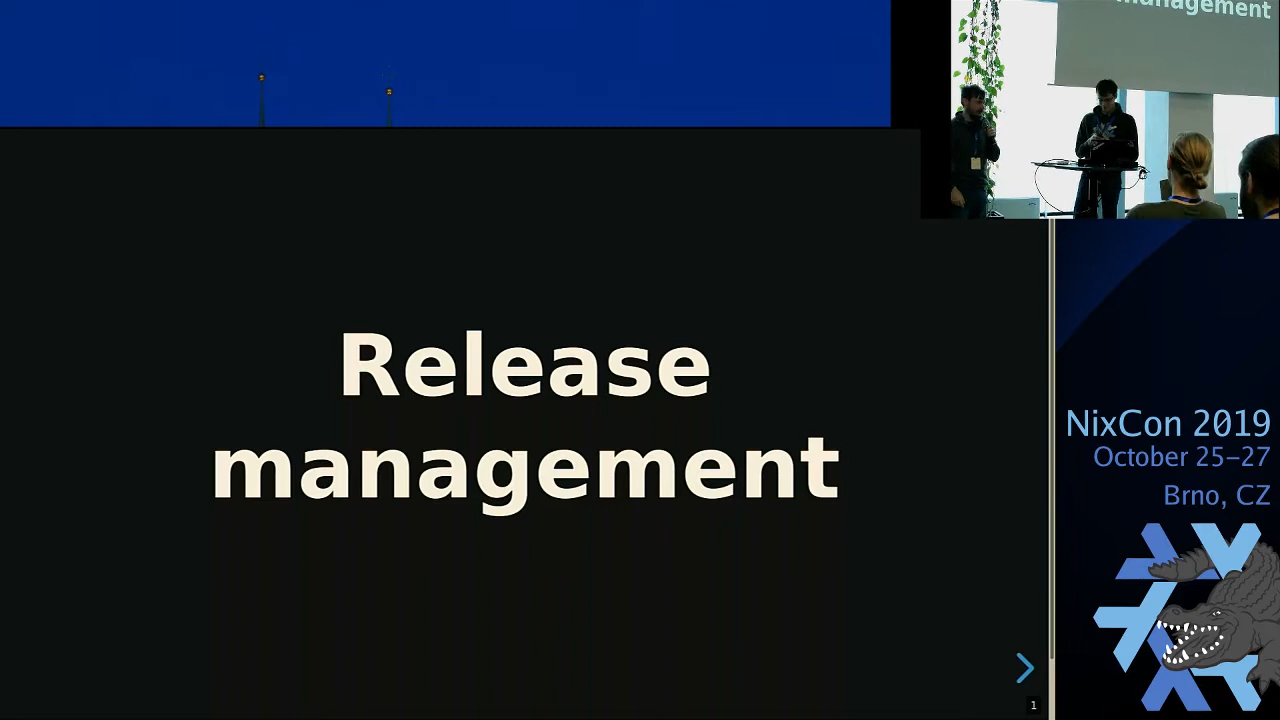 management
Release
management
NixCon 2019
October 25–27
Brno, CZ
1